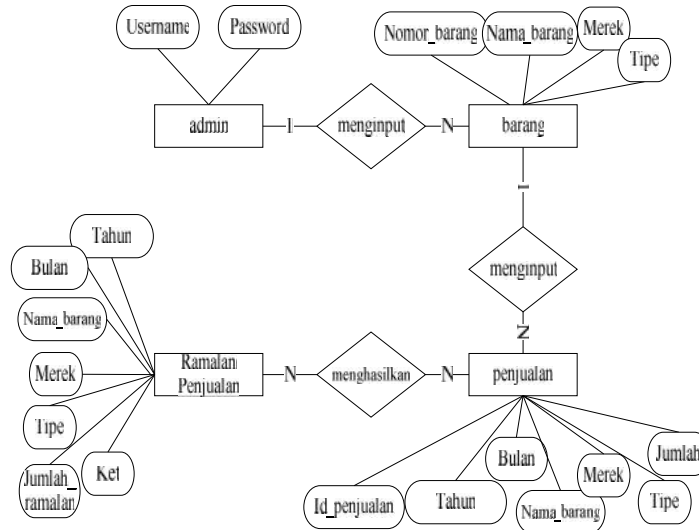 Username
Password
Nomor_barang
Nama_barang
Merek
Tipe
admin
1
menginput
N
barang
1
menginput
N
Tahun
Bulan
Nama_barang
Merek
Tipe
Jumlah_
ramalan
Ket
Ramalan
Penjualan
N
menghasilkan
N
penjualan
Id_penjualan
Tahun
Bulan
Nama_barang
Merek
Tipe
Jumlah